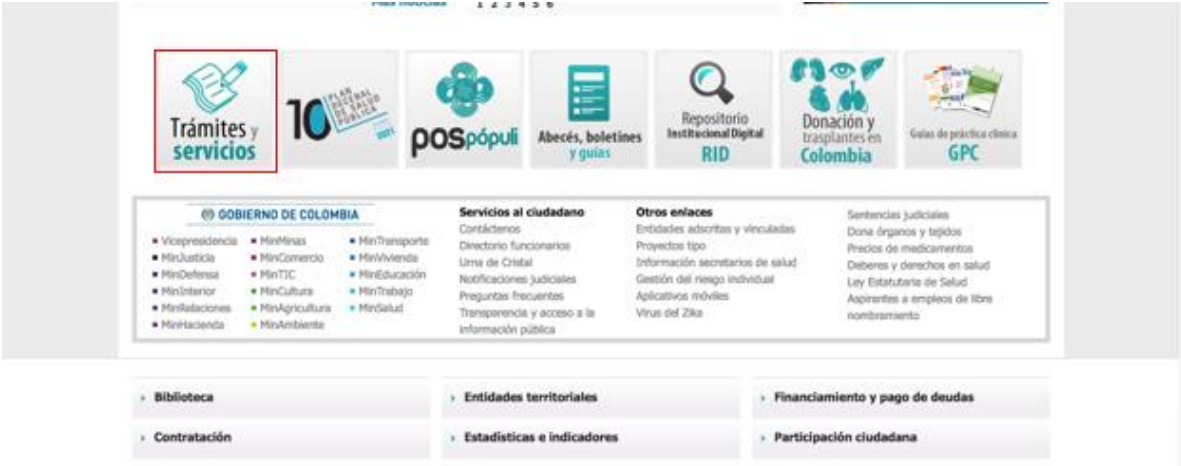 Más noticias 1 2 3 4 5 6
Trámites y
servicios
10 PLAN
DECENAL
DE SALUD
PÚBLICA
2021
POSpópuli
Abecés, boletines
y guías
Repositorio
Institucional Digital
RID
Donación y
trasplantes en
Colombia
Guías de práctica clínica
GPC
GOBIERNO DE COLOMBIA
Vicepresidencia
MinJusticia
MinDefensa
MinInterior
MinRelaciones
MinHacienda
MinMinas
MinComercio
MinTIC
MinCultura
MinAgricultura
MinAmbiente
MinTransporte
MinVivienda
MinEducación
MinTrabajo
MinSalud
Servicios al ciudadano
Contáctenos
Directorio funcionarios
Urna de Cristal
Notificaciones judiciales
Preguntas frecuentes
Transparencia y acceso a la
información pública
Otros enlaces
Entidades adscritas y vinculadas
Proyectos tipo
Información secretarios de salud
Gestión del riesgo individual
Aplicativos móviles
Virus del Zika
Sentencias judiciales
Dona órganos y tejidos
Precios de medicamentos
Deberes y derechos en salud
Ley Estatutaria de Salud
Aspirantes a empleos de libre
nombramiento
Biblioteca
Entidades territoriales
Financiamiento y pago de deudas
Contratación
Estadísticas e indicadores
Participación ciudadana